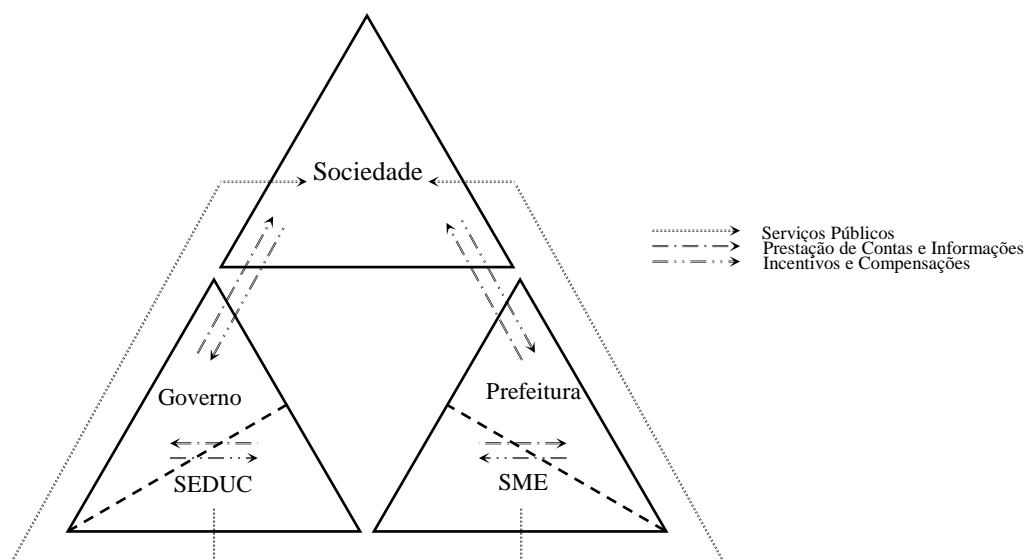 Sociedade
Serviços Públicos
Prestação de Contas e Informações
Incentivos e Compensações
Governo
Prefeitura
SEDUC
SME